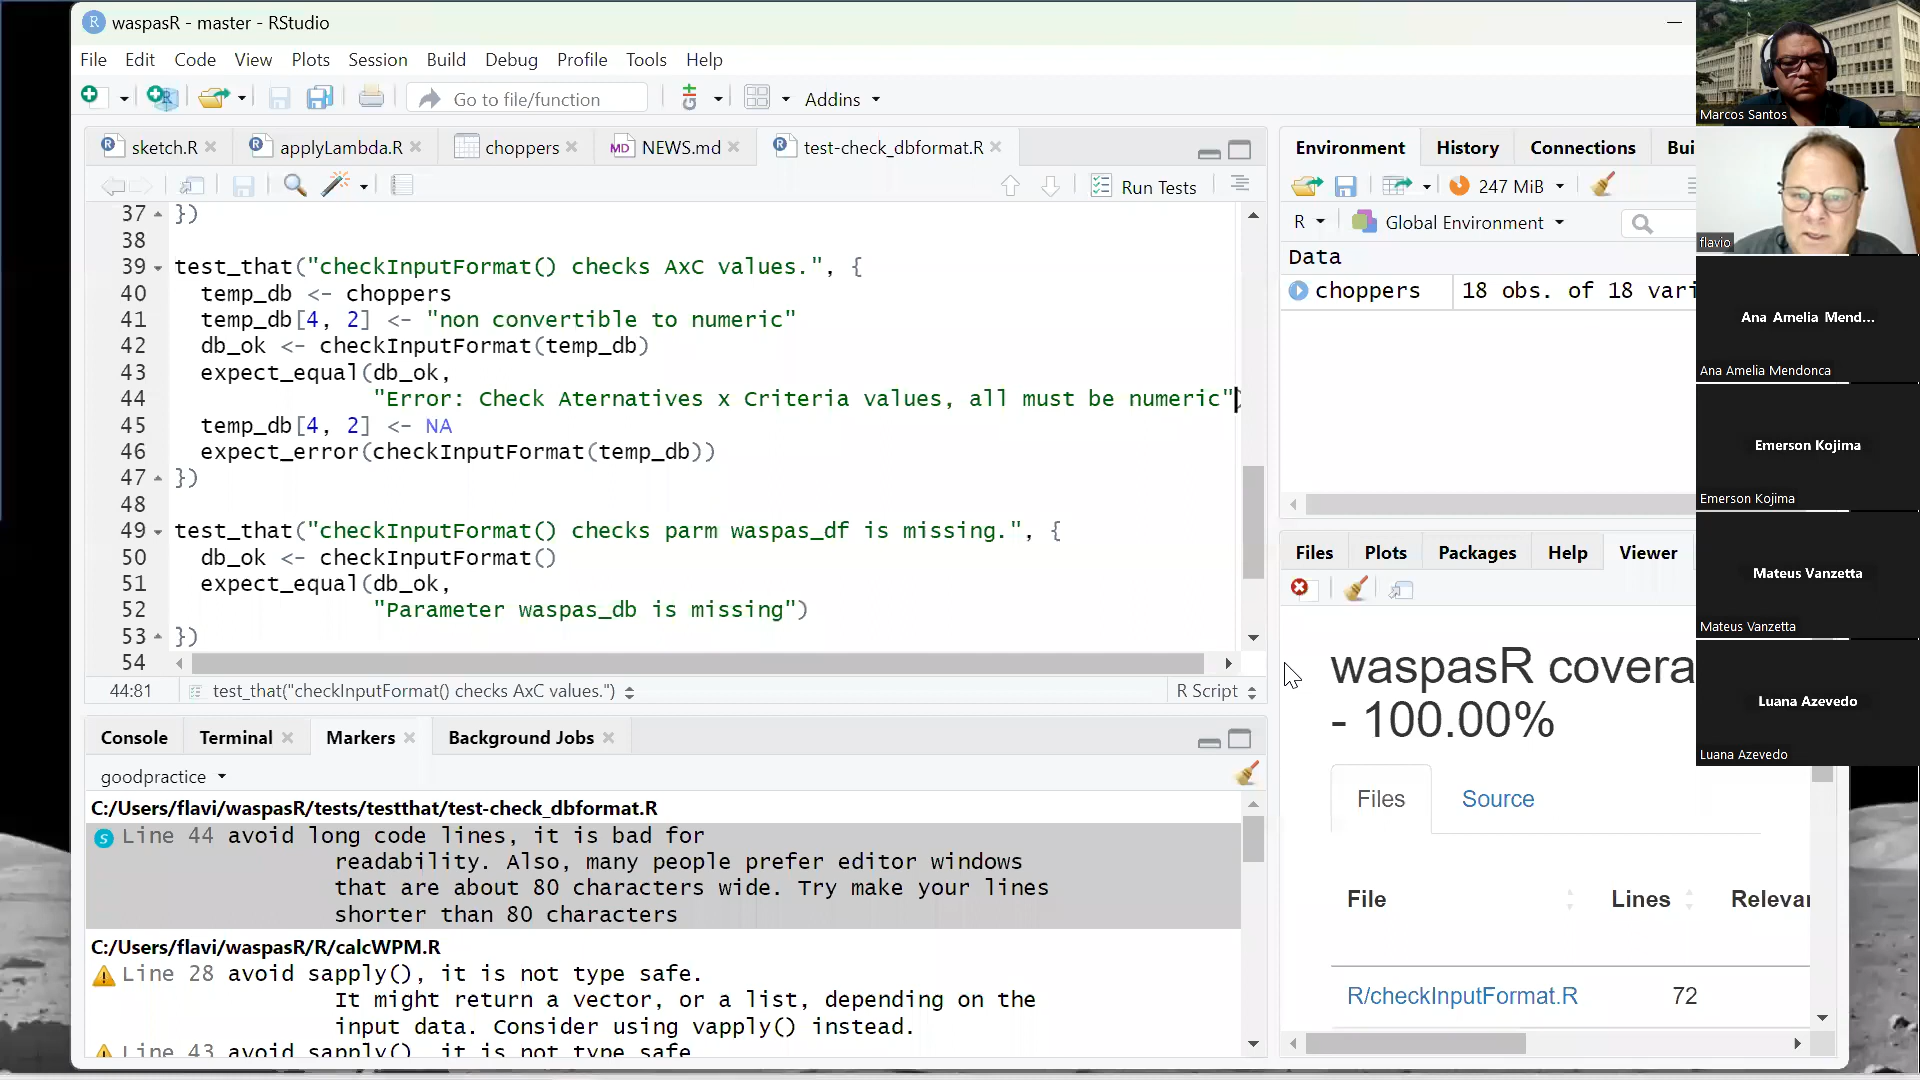 waspasR - master - RStudio
File Edit Code View Plots Session Build Debug Profile Tools Help
Go to file/function
Addins
sketch.R
applyLambda.R
choppers
NEWS.md
test-check_dbformat.R
Run Tests
37 })
38
39 test_that("checkInputFormat() checks AxC values.", {
40 temp_db <- choppers
41 temp_db[4, 2] <- "non convertible to numeric"
42 db_ok <- checkInputFormat(temp_db)
43 expect_equal(db_ok,
44 "Error: Check Aternatives x Criteria values, all must be numeric")
45 temp_db[4, 2] <- NA
46 expect_error(checkInputFormat(temp_db))
47 })
48
49 test_that("checkInputFormat() checks parm waspas_df is missing.", {
50 db_ok <- checkInputFormat()
51 expect_equal(db_ok,
52 "Parameter waspas_db is missing")
53 })
54
44:81 test_that("checkInputFormat() checks AxC values.") R Script
Console Terminal Markers Background Jobs
goodpractice
C:/Users/flavi/waspasR/tests/testthat/test-check_dbformat.R
Line 44 avoid long code lines, it is bad for
readability. Also, many people prefer editor windows
that are about 80 characters wide. Try make your lines
shorter than 80 characters
C:/Users/flavi/waspasR/R/calcWPM.R
Line 28 avoid sapply(), it is not type safe.
It might return a vector, or a list, depending on the
input data. Consider using vapply() instead.
Line 43 avoid sapply(), it is not type safe.
Environment History Connections Bui
247 MiB
R Global Environment
Data
choppers 18 obs. of 18 vari
Files Plots Packages Help Viewer
waspasR covera
- 100.00%
Files Source
File Lines Relevan
R/checkInputFormat.R 72
Marcos Santos
flavio
Ana Amelia Mend...
Ana Amelia Mendonca
Emerson Kojima
Emerson Kojima
Mateus Vanzetta
Mateus Vanzetta
Luana Azevedo
Luana Azevedo